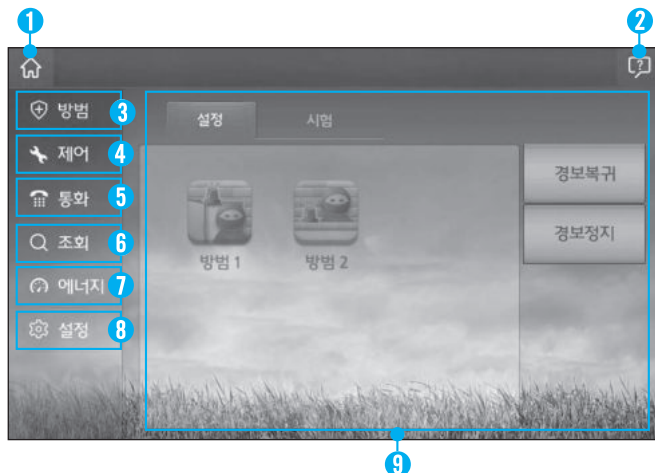 1
2
?
방범 3
설정
시험
제어 4
경보복귀
통화 5
경보정지
조회 6
방범 1
방범 2
에너지 7
설정 8
9